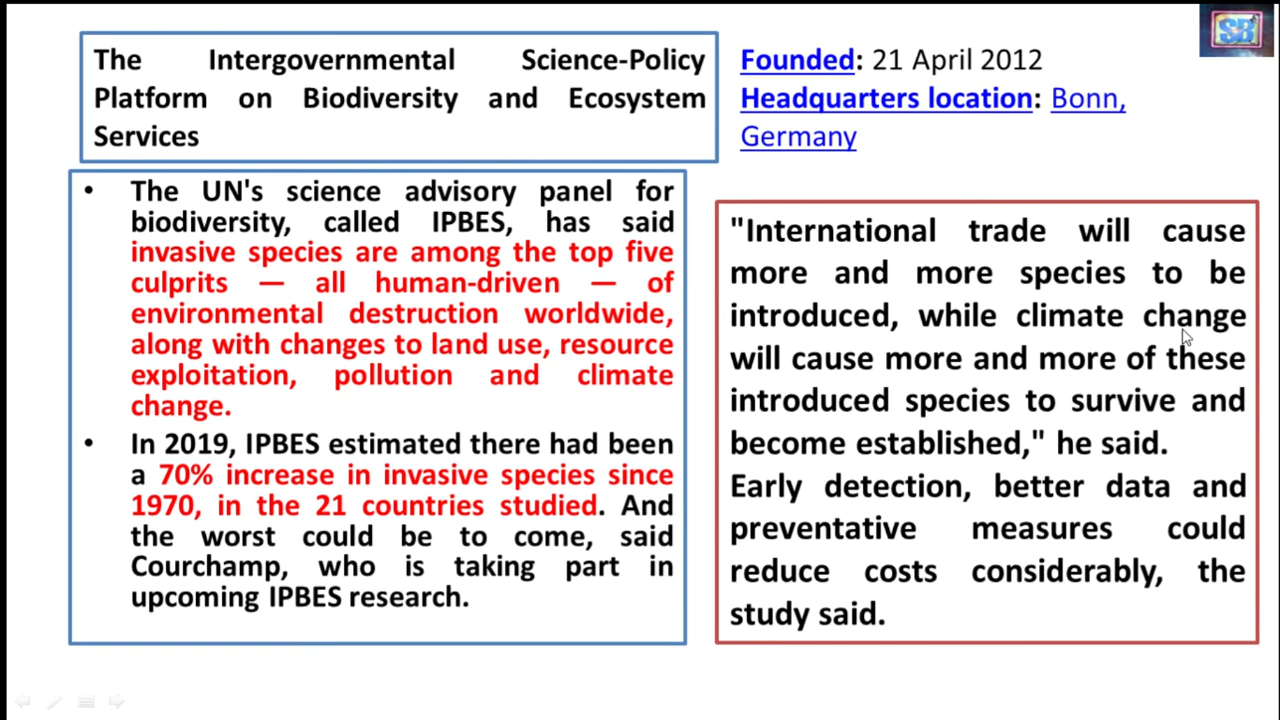 The Intergovernmental Science-Policy
Platform on Biodiversity and Ecosystem
Services
Founded: 21 April 2012
Headquarters location: Bonn,
Germany
• The UN's science advisory panel for
biodiversity, called IPBES, has said
invasive species are among the top five
culprits — all human-driven — of
environmental destruction worldwide,
along with changes to land use, resource
exploitation, pollution and climate
change.
• In 2019, IPBES estimated there had been
a 70% increase in invasive species since
1970, in the 21 countries studied. And
the worst could be to come, said
Courchamp, who is taking part in
upcoming IPBES research.
"International trade will cause
more and more species to be
introduced, while climate change
will cause more and more of these
introduced species to survive and
become established," he said.
Early detection, better data and
preventative measures could
reduce costs considerably, the
study said.
SB